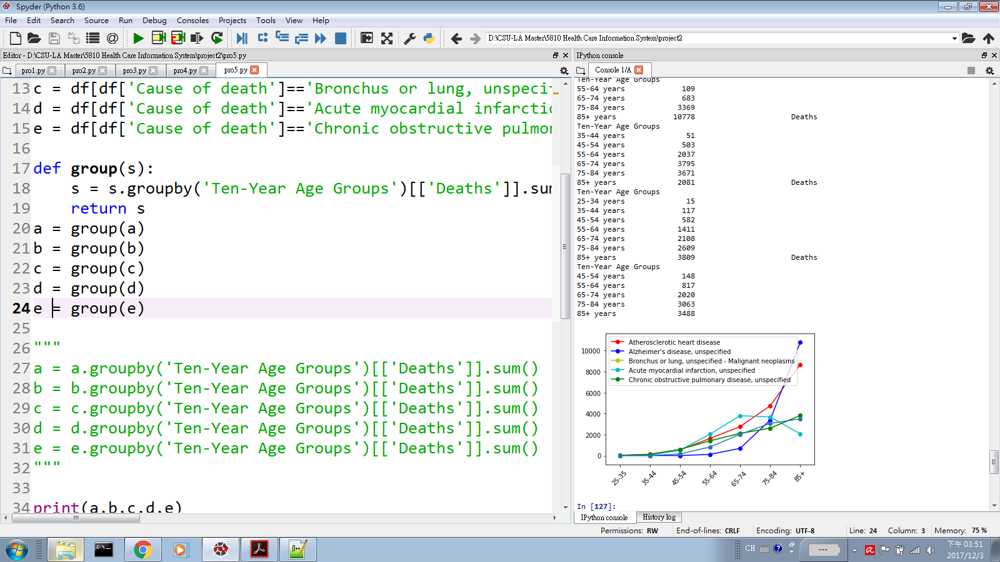 Spyder (Python 3.6)
File Edit Search Source Run Debug Consoles Projects Tools View Help
D:\CSU-LA Master\5810 Health Care Information System\project2
Editor - D:\CSU-LA Master\5810 Health Care Information System\project2\pro5.py
IPython console
pro1.py pro2.py pro3.py pro4.py pro5.py
Console 1/A
13 c = df[df['Cause of death']=='Bronchus or lung, unspeci
14 d = df[df['Cause of death']=='Acute myocardial infarcti
15 e = df[df['Cause of death']=='Chronic obstructive pulmo
16
17 def group(s):
18 s = s.groupby('Ten-Year Age Groups')[['Deaths']].su
19 return s
20 a = group(a)
21 b = group(b)
22 c = group(c)
23 d = group(d)
24 e = group(e)
25
26 """
27 a = a.groupby('Ten-Year Age Groups')[['Deaths']].sum()
28 b = b.groupby('Ten-Year Age Groups')[['Deaths']].sum()
29 c = c.groupby('Ten-Year Age Groups')[['Deaths']].sum()
30 d = d.groupby('Ten-Year Age Groups')[['Deaths']].sum()
31 e = e.groupby('Ten-Year Age Groups')[['Deaths']].sum()
32 """
33
34 print(a,b,c,d,e)
Ten-Year Age Groups
55-64 years 109
65-74 years 683
75-84 years 3369
85+ years 10778 Deaths
Ten-Year Age Groups
35-44 years 51
45-54 years 503
55-64 years 2037
65-74 years 3795
75-84 years 3671
85+ years 2081 Deaths
Ten-Year Age Groups
25-34 years 15
35-44 years 117
45-54 years 582
55-64 years 1411
65-74 years 2108
75-84 years 2609
85+ years 3809 Deaths
Ten-Year Age Groups
45-54 years 148
55-64 years 817
65-74 years 2020
75-84 years 3063
85+ years 3488
Atherosclerotic heart disease
Alzheimer's disease, unspecified
Bronchus or lung, unspecified - Malignant neoplasms
Acute myocardial infarction, unspecified
Chronic obstructive pulmonary disease, unspecified
10000
8000
6000
4000
2000
0
25-35 35-44 45-54 55-64 65-74 75-84 85+
In [127]:
IPython console History log
Permissions: RW End-of-lines: CRLF Encoding: UTF-8 Line: 24 Column: 3 Memory: 75 %
CH
下午 03:51
2017/12/3